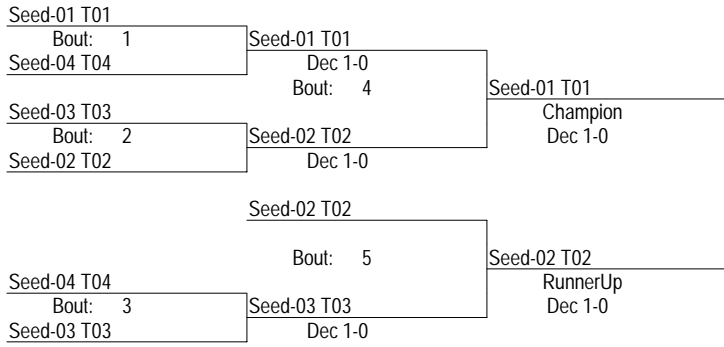 Seed-01 T01
Bout: 1
Seed-01 T01
Seed-04 T04
Dec 1-0
Bout: 4
Seed-01 T01
Seed-03 T03
Champion
Bout: 2
Seed-02 T02
Dec 1-0
Seed-02 T02
Dec 1-0
Seed-02 T02
Bout: 5
Seed-02 T02
Seed-04 T04
RunnerUp
Bout: 3
Seed-03 T03
Dec 1-0
Seed-03 T03
Dec 1-0